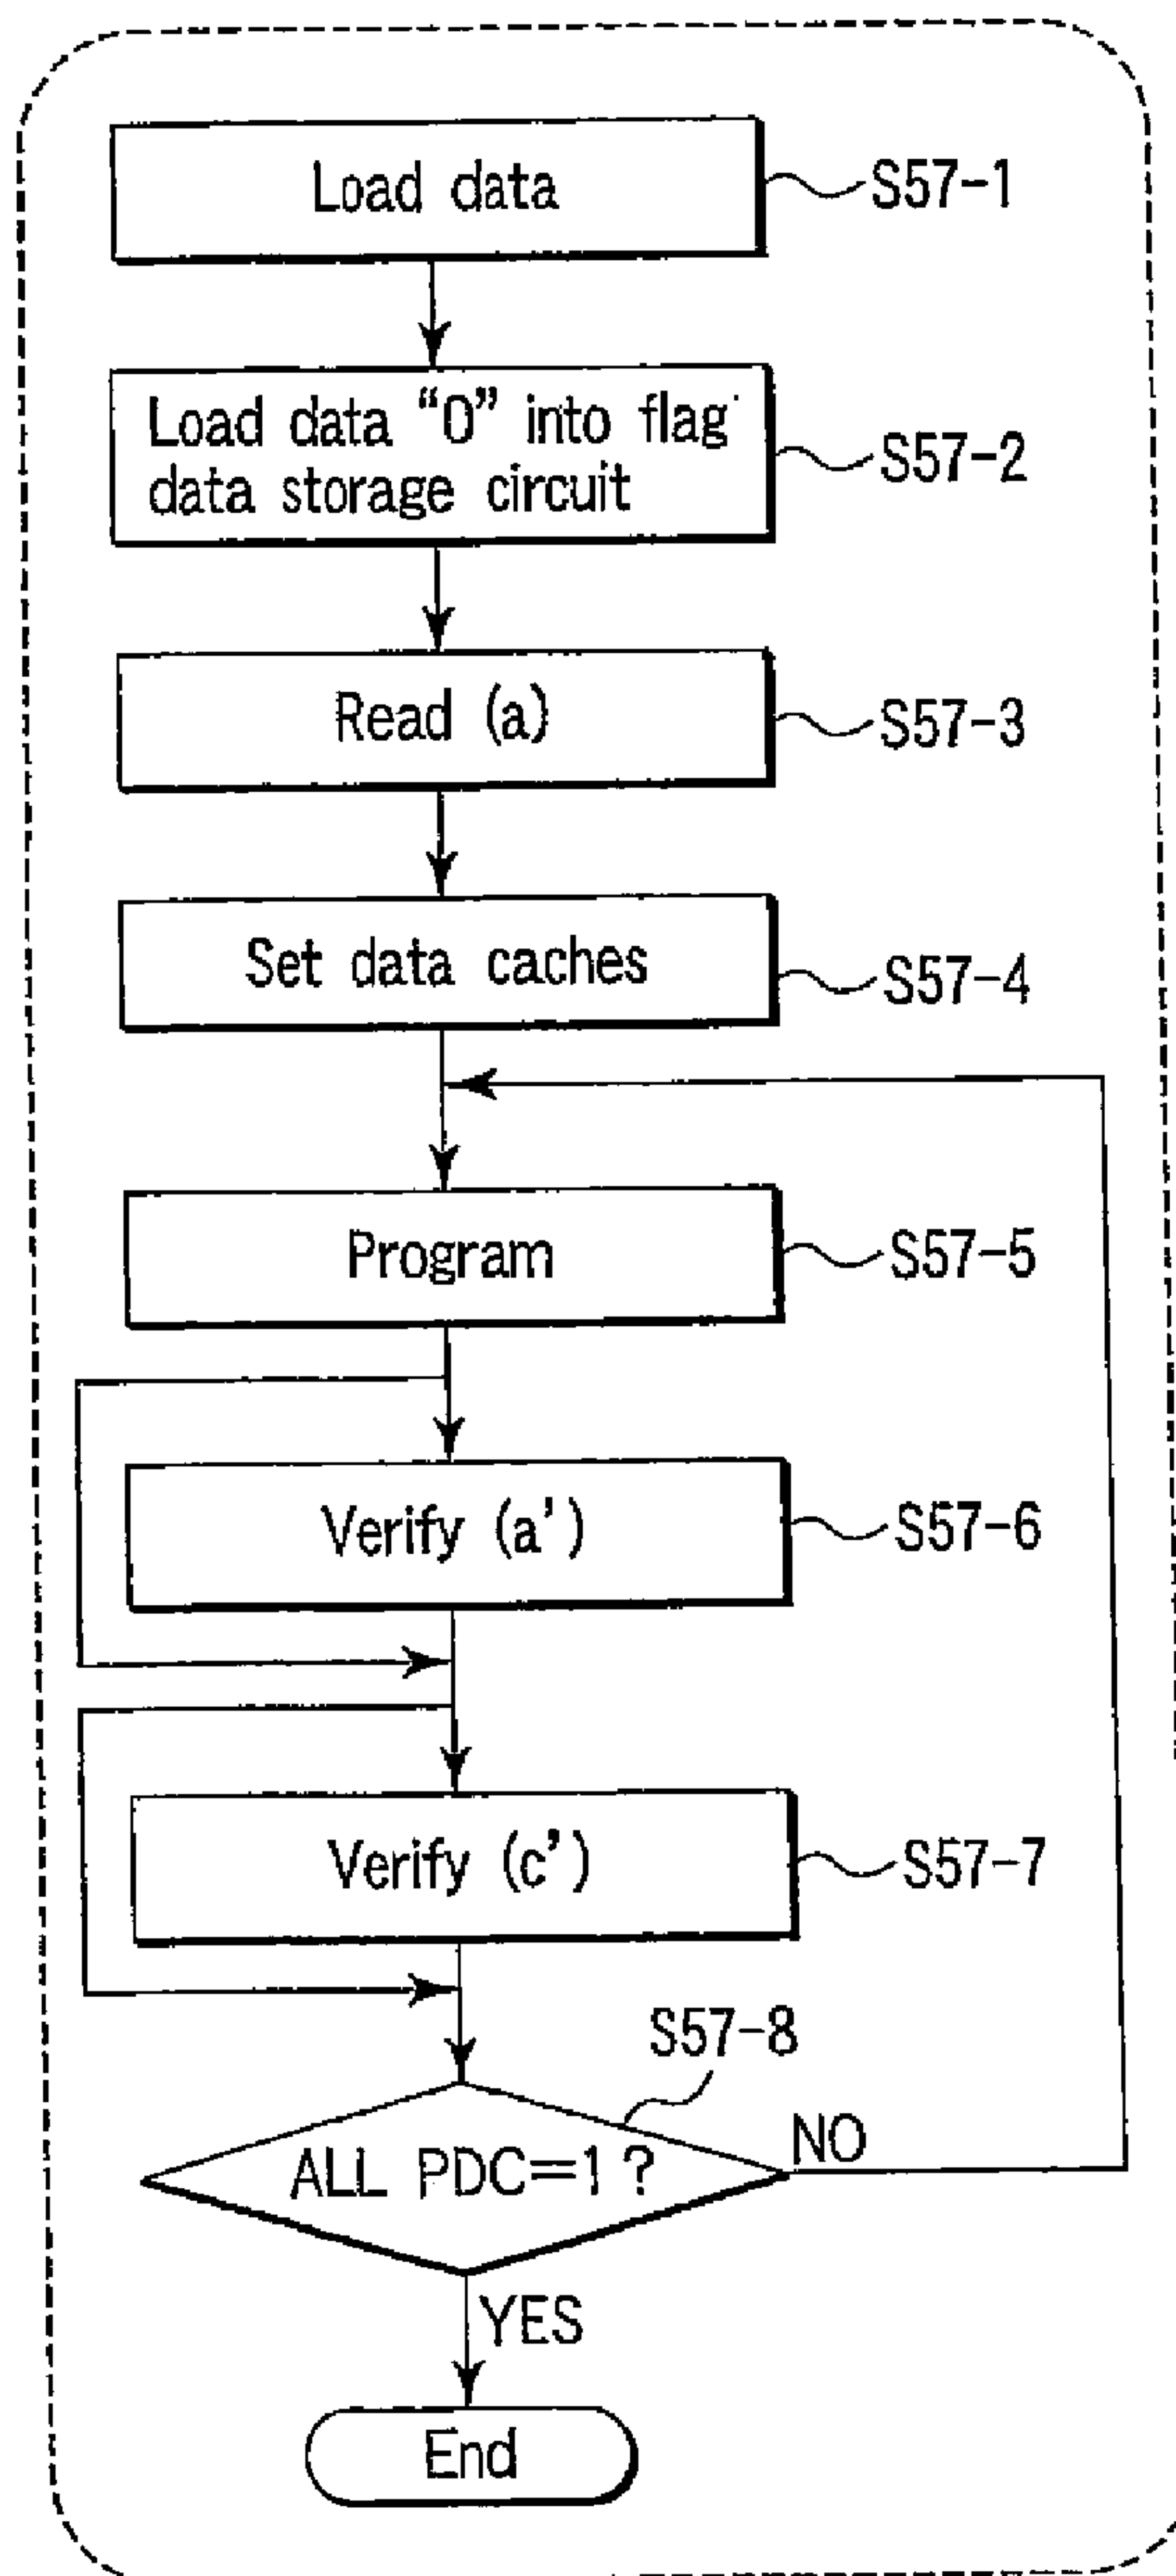 Load data
S57-1
Load data “0” into flag
data storage circuit
S57-2
Read (a)
S57-3
Set data caches
S57-4
Program
S57-5
Verify (a’)
S57-6
Verify (c’)
S57-7
S57-8
ALL PDC=1 ?
NO
YES
End